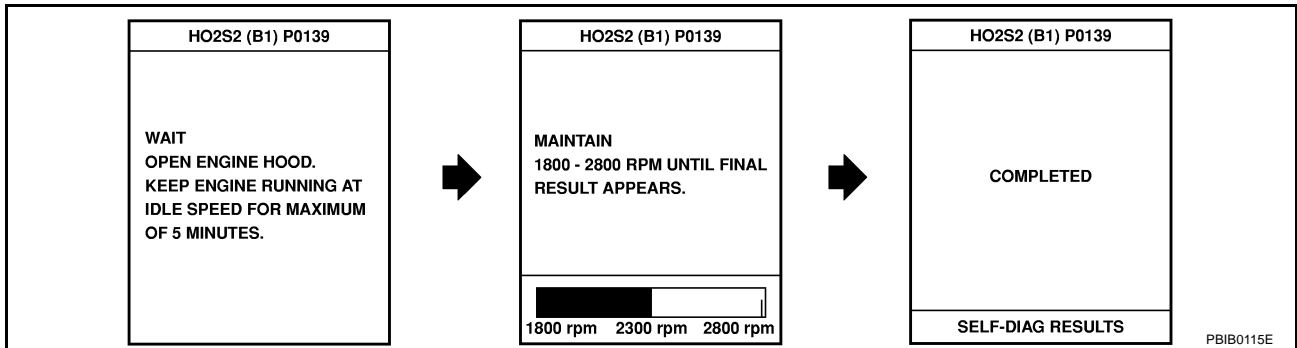 HO2S2 (B1) P0139
WAIT
OPEN ENGINE HOOD.
KEEP ENGINE RUNNING AT
IDLE SPEED FOR MAXIMUM
OF 5 MINUTES.
HO2S2 (B1) P0139
MAINTAIN
1800 - 2800 RPM UNTIL FINAL
RESULT APPEARS.
1800 rpm 2300 rpm 2800 rpm
HO2S2 (B1) P0139
COMPLETED
SELF-DIAG RESULTS
PBIB0115E